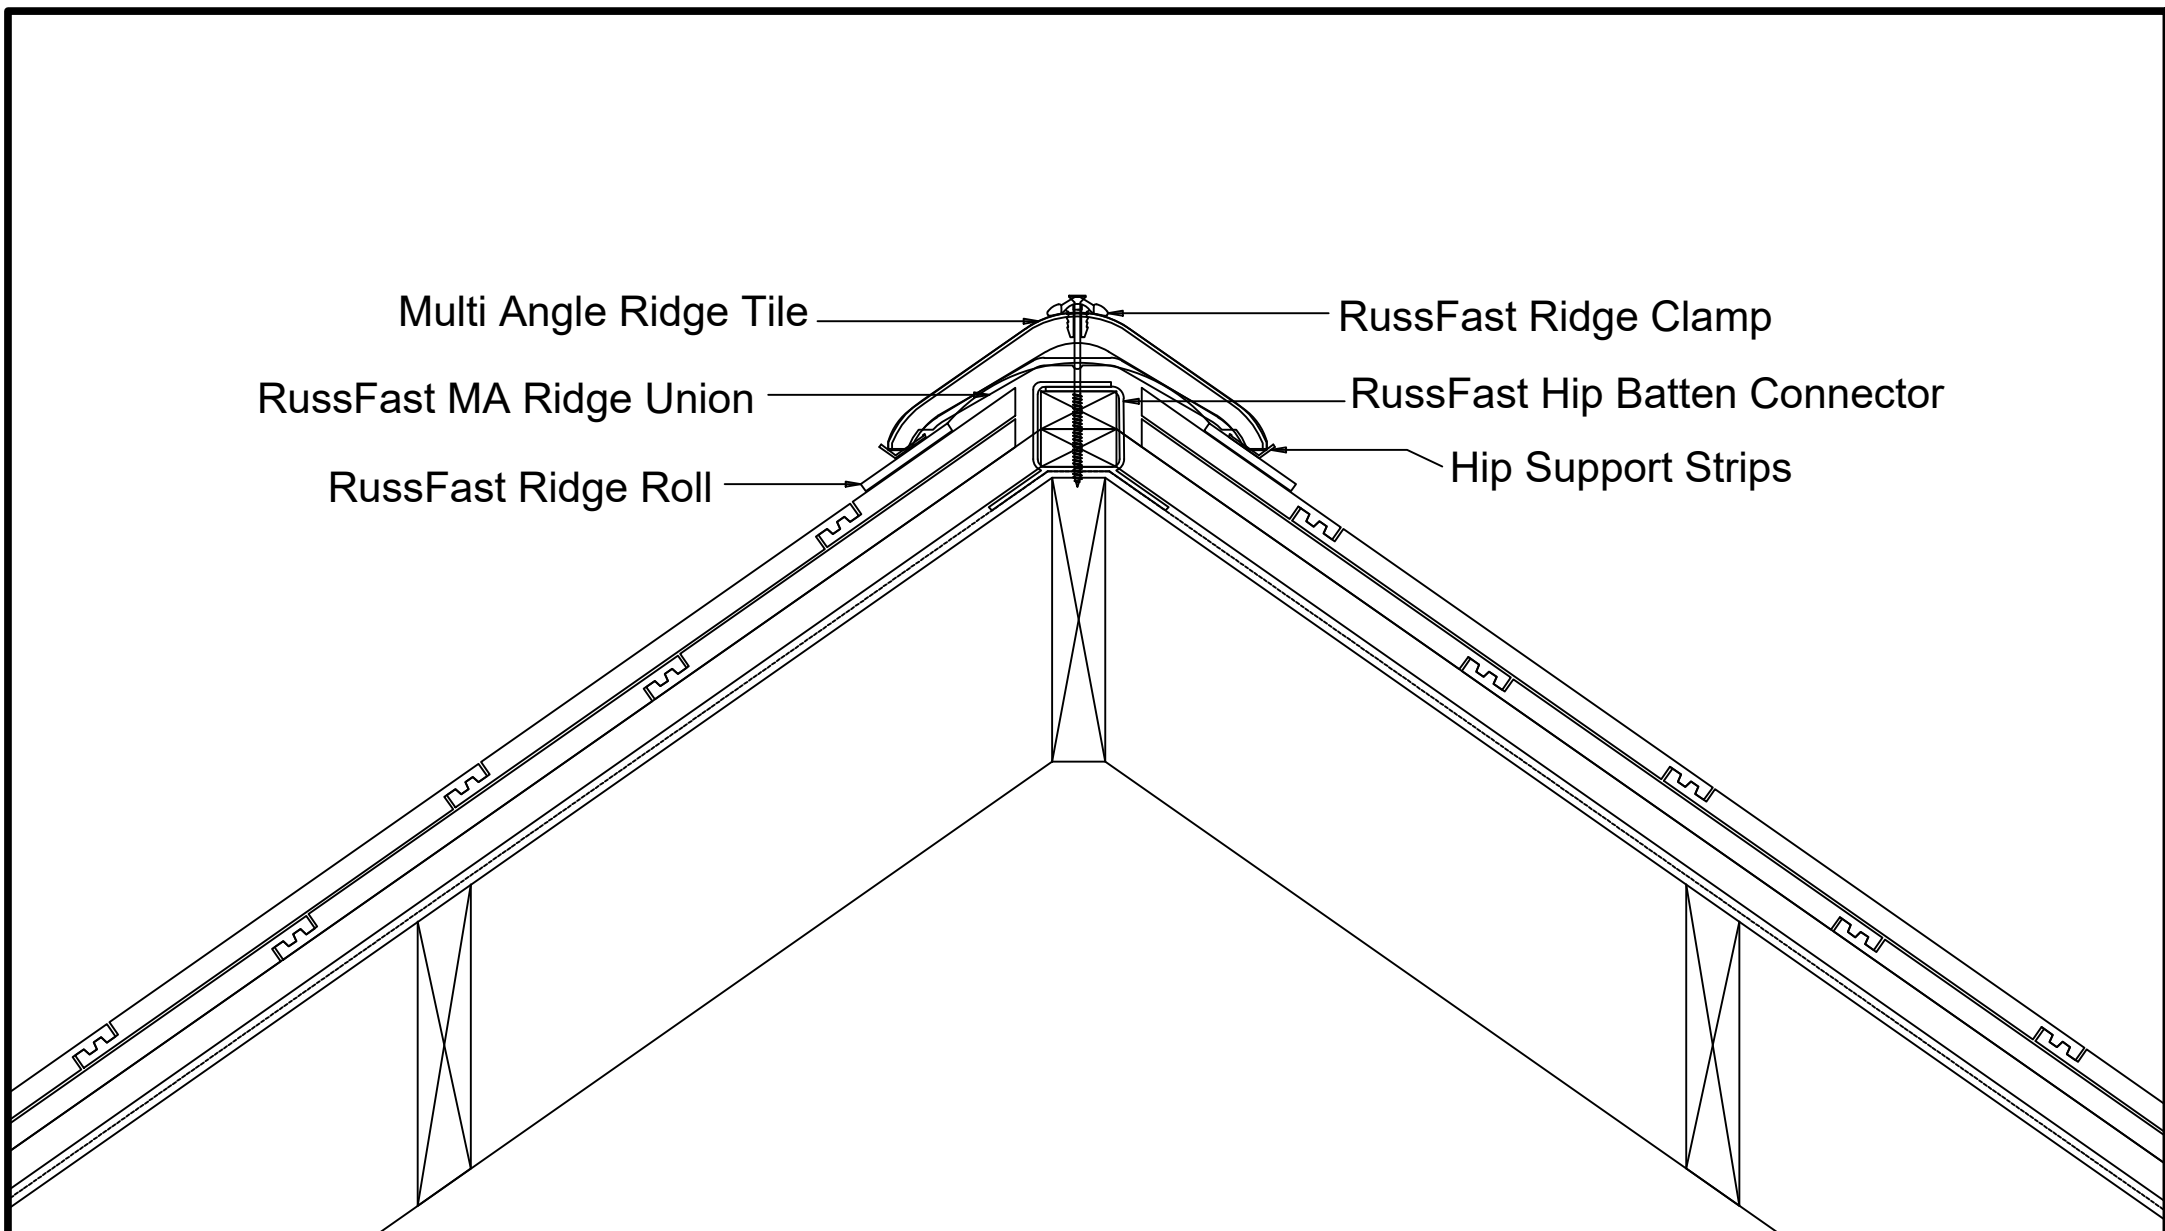 Multi Angle Ridge Tile
RussFast Ridge Clamp
RussFast MA Ridge Union
RussFast Hip Batten Connector
RussFast Ridge Roll
Hip Support Strips